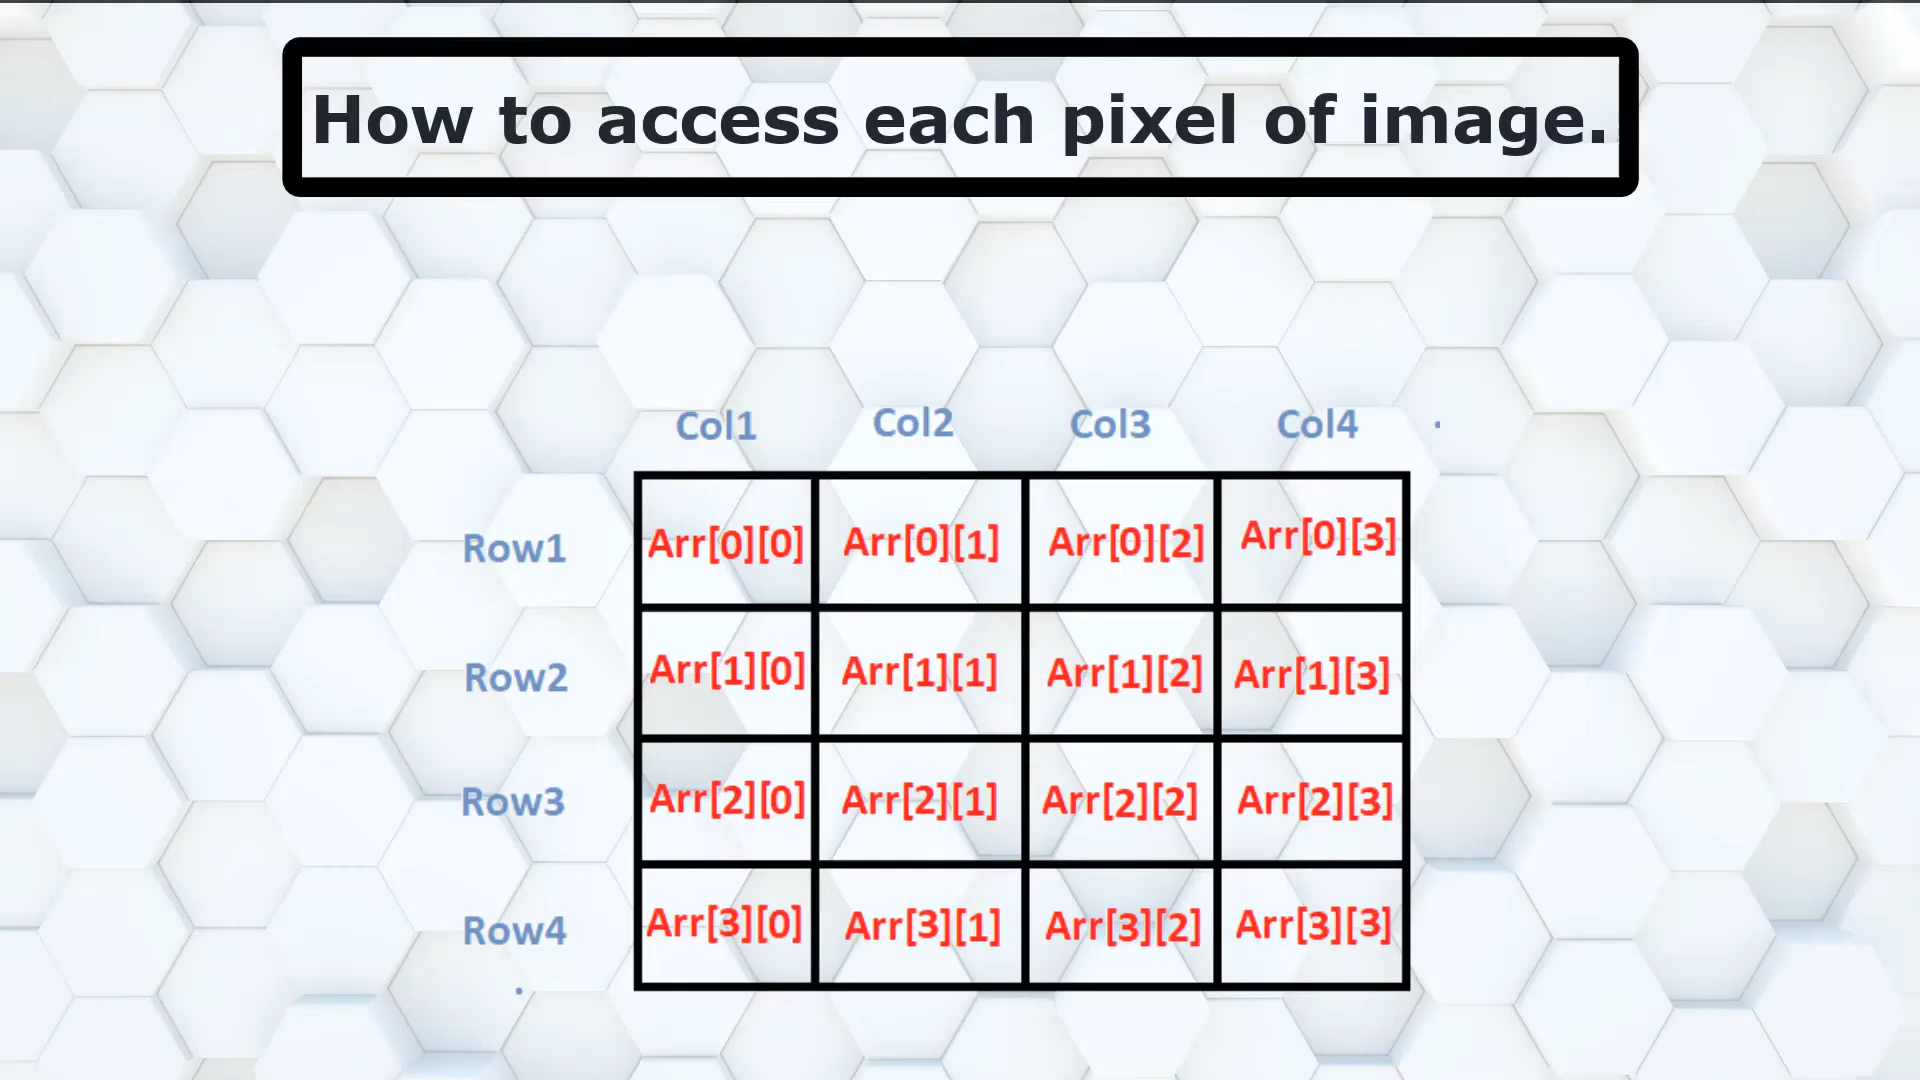 How to access each pixel of image.
Col1 Col2 Col3 Col4 .
Row1 Arr[0][0] Arr[0][1] Arr[0][2] Arr[0][3]
Row2 Arr[1][0] Arr[1][1] Arr[1][2] Arr[1][3]
Row3 Arr[2][0] Arr[2][1] Arr[2][2] Arr[2][3]
Row4 Arr[3][0] Arr[3][1] Arr[3][2] Arr[3][3]
.